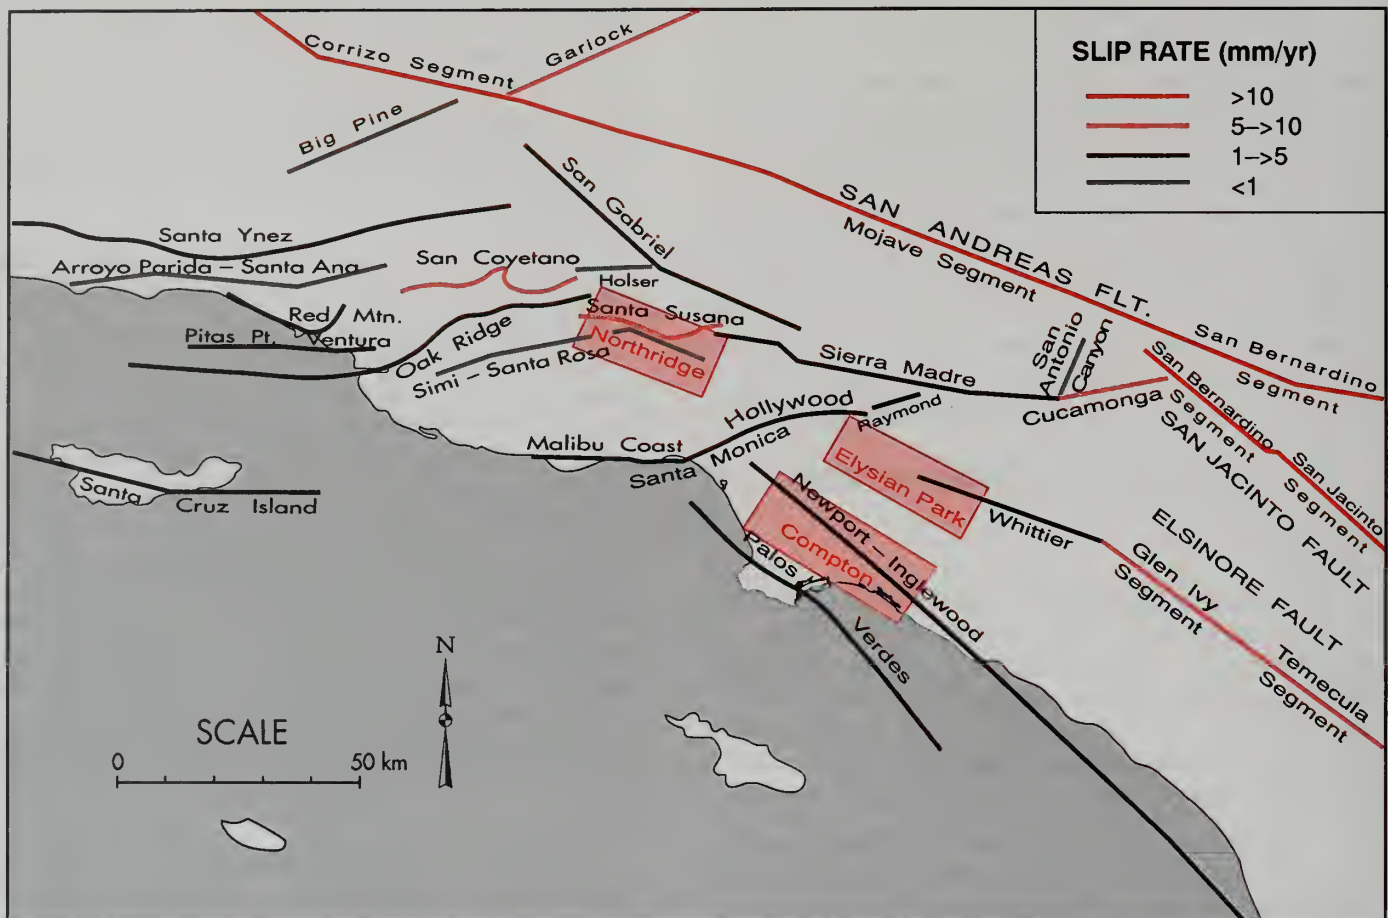 SLIP RATE (mm/yr)
>10
5–>10
1–>5
<1
Corrizo Segment
Gariock
Big Pine
San Gabriel
SAN ANDREAS FLT.
Mojave Segment
San Bernardino
Segment
Santa Ynez
Arroyo Parida – Santa Ana
San Coyetano
Holser
Red Mtn.
Pitas Pt.
Ventura
Oak Ridge
Santa Susana
Northridge
Simi – Santa Rosa
Sierra Madre
San Antonio
Canyon
Cucamonga
San Bernardino
Segment
San Jacinto
Segment
SAN JACINTO FAULT
Hollywood
Raymond
Malibu Coast
Santa Monica
Elysian Park
Whittier
Newport – Inglewood
Compton
Palos
Verdes
ELSINORE FAULT
Glen Ivy
Segment
Temecula
Segment
Santa
Cruz Island
N
SCALE
0
50 km